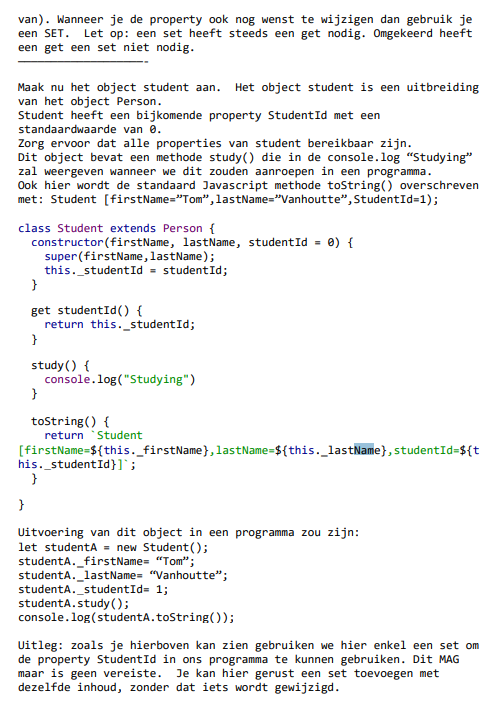 van). Wanneer je de property ook nog wenst te wijzigen dan gebruik je
een SET.  Let op: een set heeft steeds een get nodig. Omgekeerd heeft
een get een set niet nodig.
———————————————————-
Maak nu het object student aan.  Het object student is een uitbreiding
van het object Person.
Student heeft een bijkomende property StudentId met een
standaardwaarde van 0.
Zorg ervoor dat alle properties van student bereikbaar zijn.
Dit object bevat een methode study() die in de console.log “Studying”
zal weergeven wanneer we dit zouden aanroepen in een programma.
Ook hier wordt de standaard Javascript methode toString() overschreven
met: Student [firstName=”Tom”,lastName=”Vanhoutte”,StudentId=1);
class Student extends Person {
  constructor(firstName, lastName, studentId = 0) {
    super(firstName,lastName);
    this._studentId = studentId;
  }
  get studentId() {
    return this._studentId;
  }
  study() {
    console.log("Studying")
  }
  toString() {
    return `Student
[firstName=${this._firstName},lastName=${this._lastName},studentId=${t
his._studentId}]`;
  }
}
Uitvoering van dit object in een programma zou zijn:
let studentA = new Student();
studentA._firstName= “Tom”;
studentA._lastName= “Vanhoutte”;
studentA._studentId= 1;
studentA.study();
console.log(studentA.toString());
Uitleg: zoals je hierboven kan zien gebruiken we hier enkel een set om
de property StudentId in ons programma te kunnen gebruiken. Dit MAG
maar is geen vereiste.  Je kan hier gerust een set toevoegen met
dezelfde inhoud, zonder dat iets wordt gewijzigd.